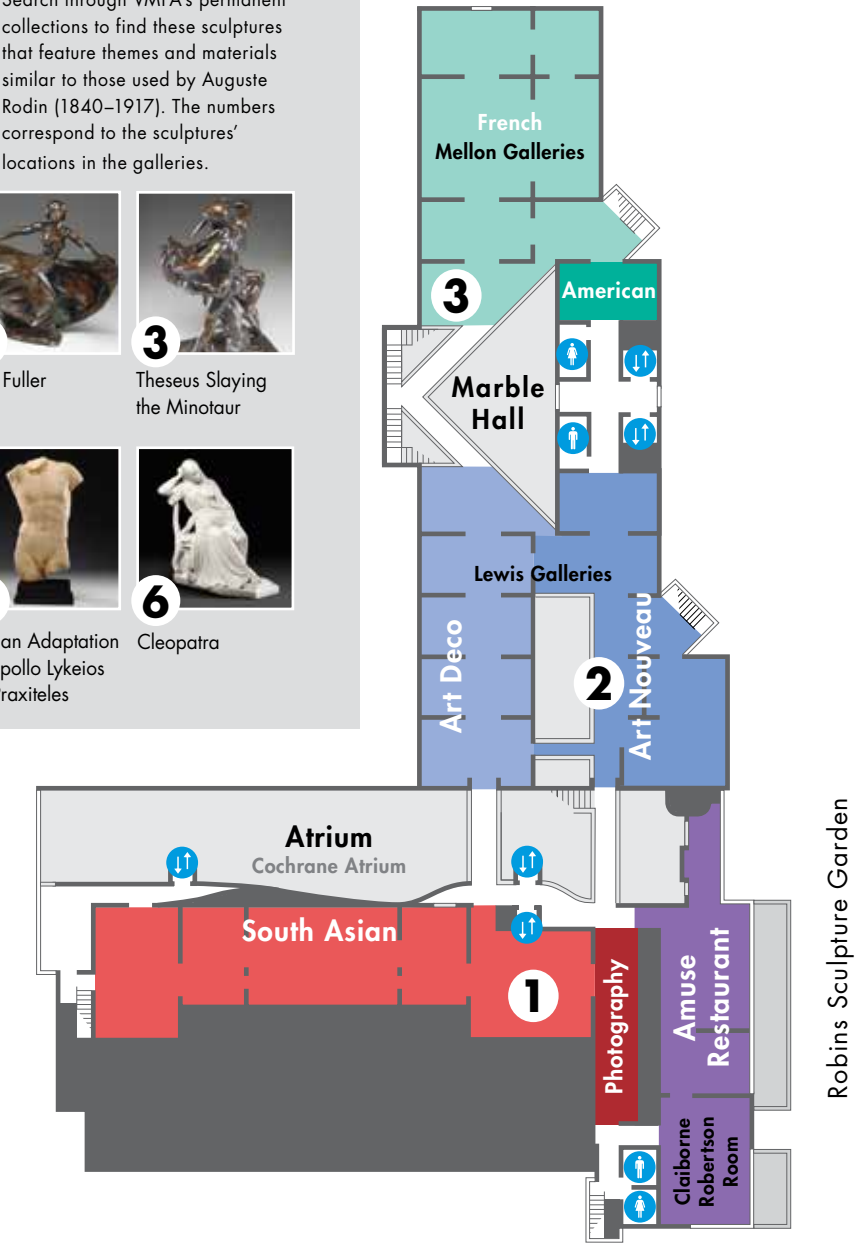 Search through VMFA's permanent
collections to find these sculptures
that feature themes and materials
similar to those used by Auguste
Rodin (1840–1917). The numbers
correspond to the sculptures'
locations in the galleries.
Fuller
3
Theseus Slaying
the Minotaur
an Adaptation
raxiteles
6
Cleopatra
French
Mellon Galleries
3
American
Marble
Hall
Lewis Galleries
Art Deco
2
Art Nouveau
Atrium
Cochrane Atrium
South Asian
1
Photography
Amuse
Restaurant
Claiborne
Robertson
Room
Robins Sculpture Garden